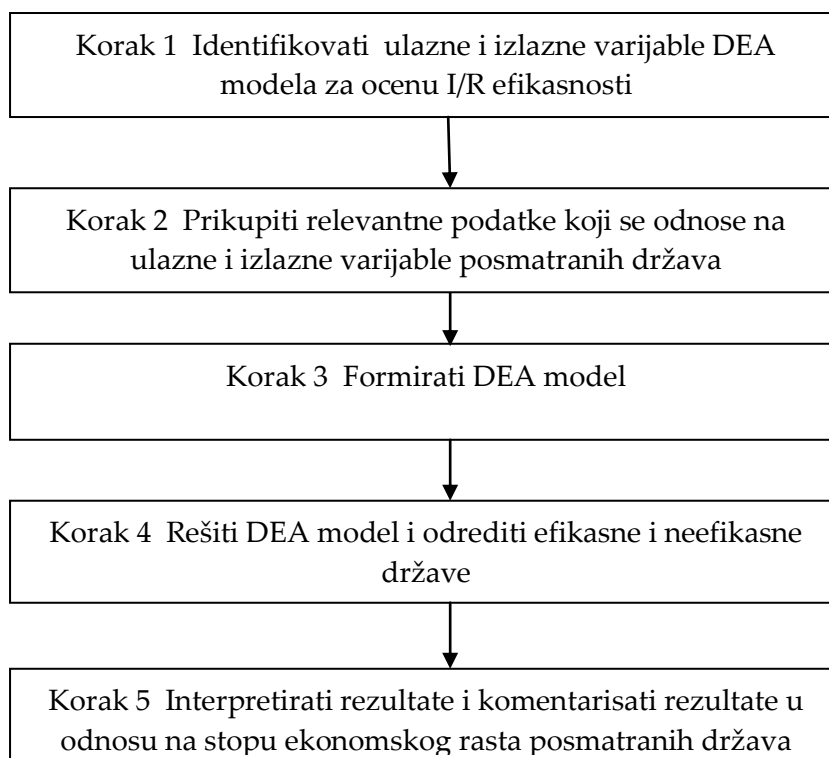 Korak 1 Identifikovati ulazne i izlazne varijable DEA
modela za ocenu I/R efikasnosti
Korak 2 Prikupiti relevantne podatke koji se odnose na
ulazne i izlazne varijable posmatranih država
Korak 3 Formirati DEA model
Korak 4 Rešiti DEA model i odrediti efikasne i neefikasne
države
Korak 5 Interpretirati rezultate i komentarisati rezultate u
odnosu na stopu ekonomskog rasta posmatranih država